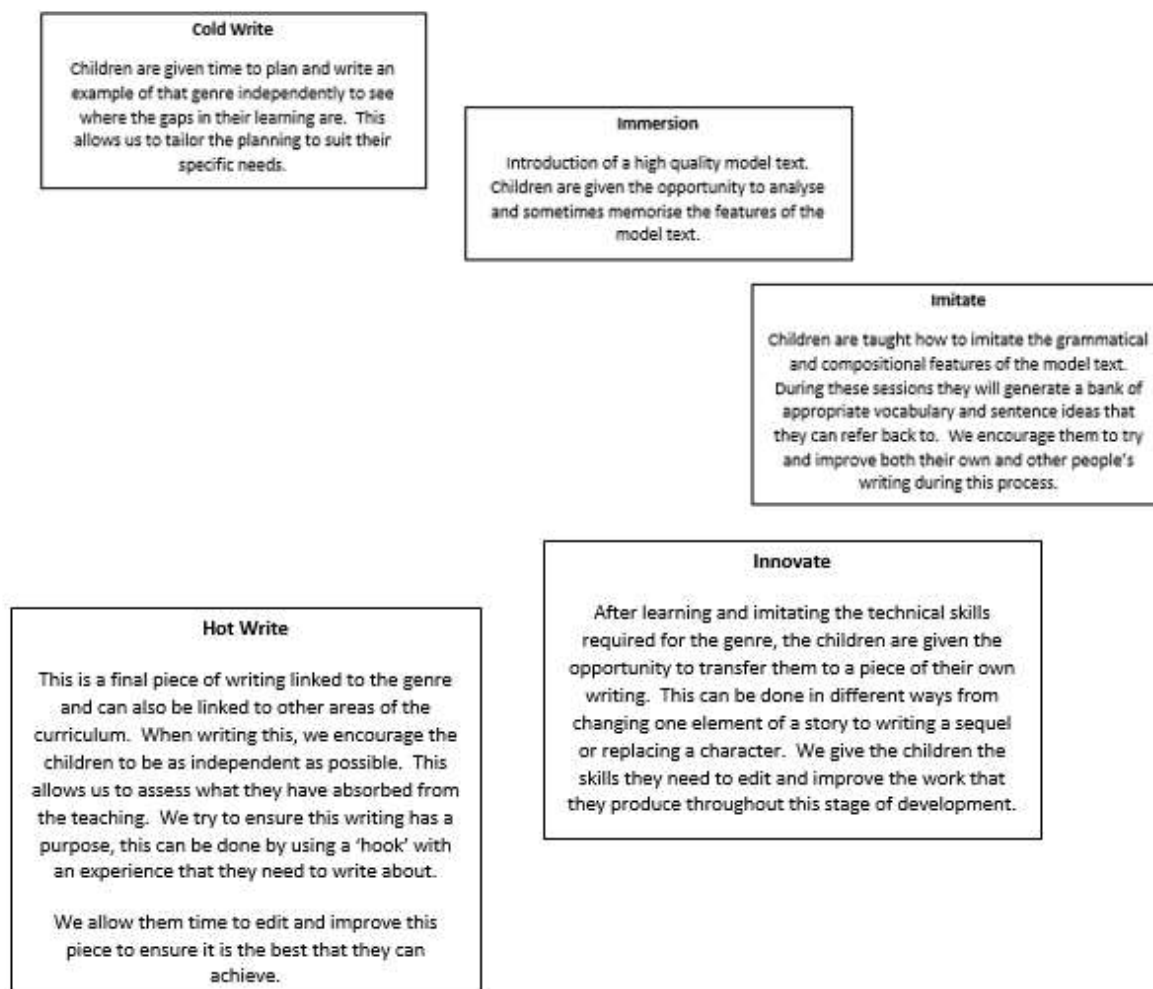 Cold Write
Children are given time to plan and write an
example of that genre independently to see
where the gaps in their learning are.  This
allows us to tailor the planning to suit their
specific needs.
Immersion
Introduction of a high quality model text.
Children are given the opportunity to analyse
and sometimes memorise the features of the
model text.
Imitate
Children are taught how to imitate the grammatical
and compositional features of the model text.
During these sessions they will generate a bank of
appropriate vocabulary and sentence ideas that
they can refer back to.  We encourage them to try
and improve both their own and other people's
writing during this process.
Innovate
After learning and imitating the technical skills
required for the genre, the children are given the
opportunity to transfer them to a piece of their own
writing.  This can be done in different ways from
changing one element of a story to writing a sequel
or replacing a character.  We give the children the
skills they need to edit and improve the work that
they produce throughout this stage of development.
Hot Write
This is a final piece of writing linked to the genre
and can also be linked to other areas of the
curriculum.  When writing this, we encourage the
children to be as independent as possible.  This
allows us to assess what they have absorbed from
the teaching.  We try to ensure this writing has a
purpose, this can be done by using a ‘hook’ with
an experience that they need to write about.
We allow them time to edit and improve this
piece to ensure it is the best that they can
achieve.